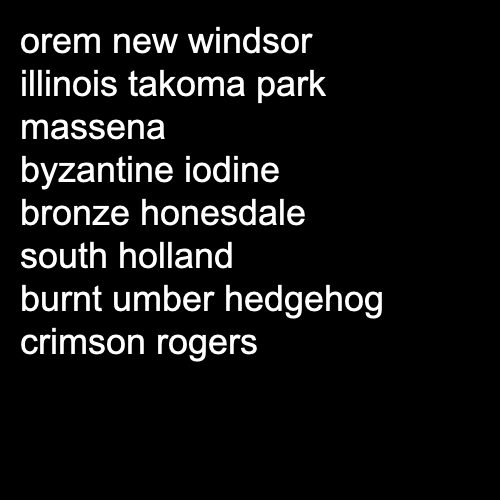 orem new windsor
illinois takoma park
massena
byzantine iodine
bronze honesdale
south holland
burnt umber hedgehog
crimson rogers